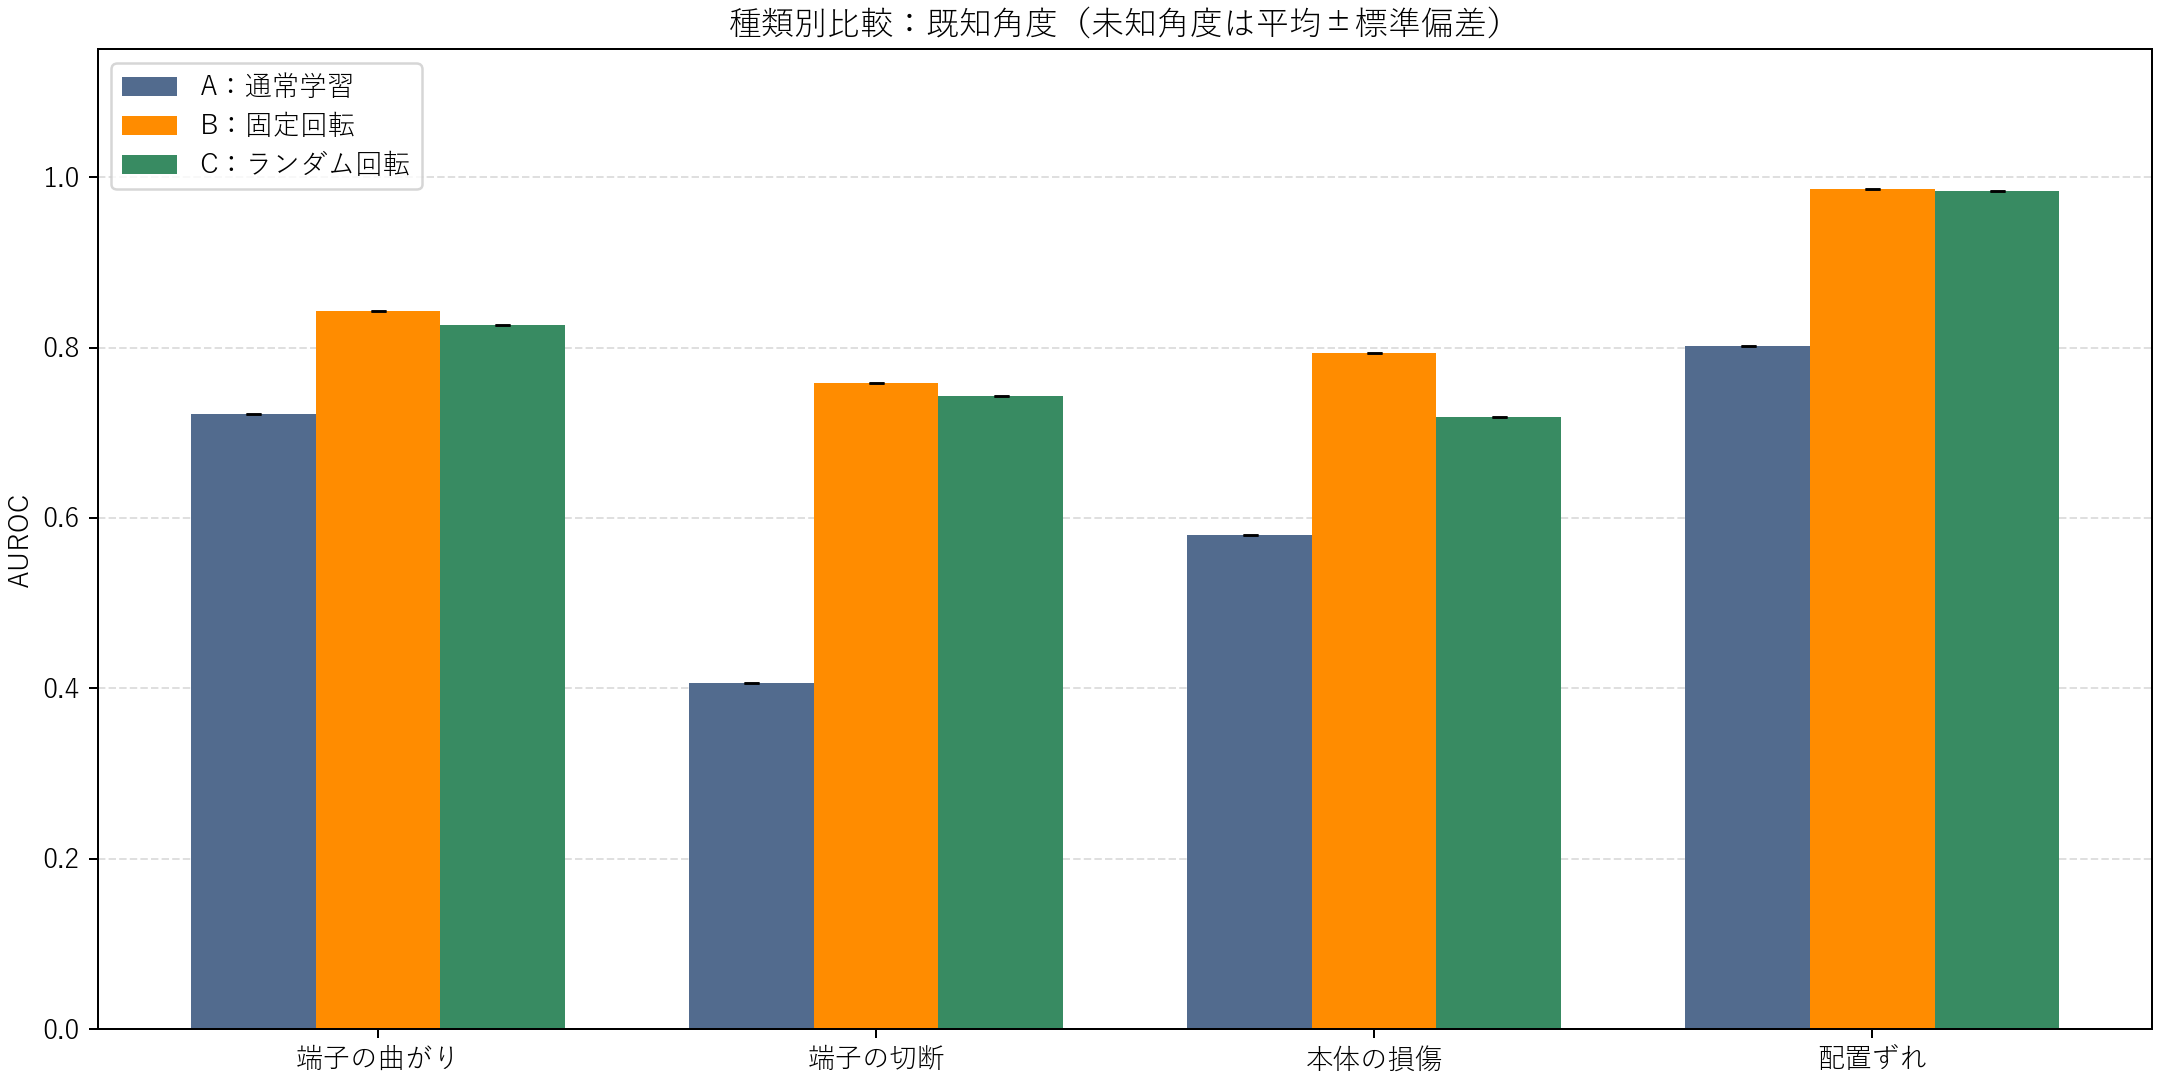 種類別比較：既知角度（未知角度は平均±標準偏差）
A：通常学習
B：固定回転
C：ランダム回転
AUROC
1.0
0.8
0.6
0.4
0.2
0.0
端子の曲がり
端子の切断
本体の損傷
配置ずれ